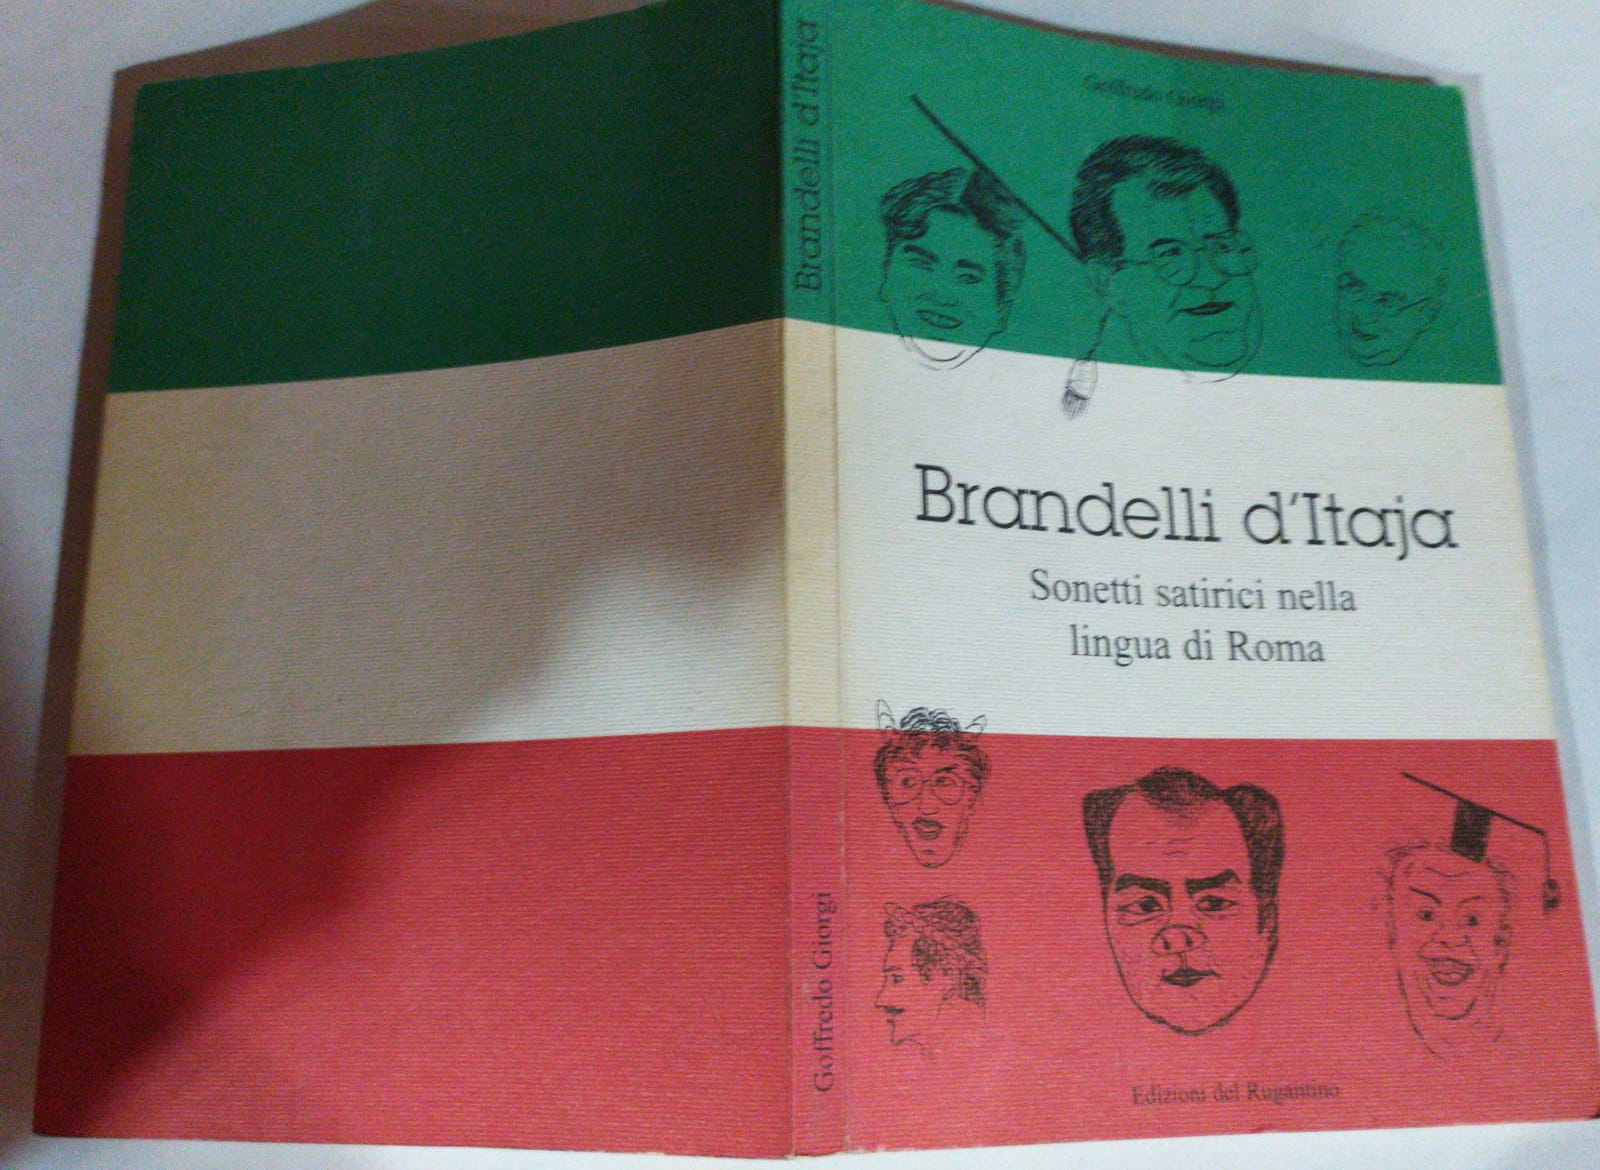 Brandelli d'Itaja
Goffredo Giorgi
Goffredo Giorgi
Brandelli d'Itaja
Sonetti satirici nella
lingua di Roma
Edizioni del Rugantino